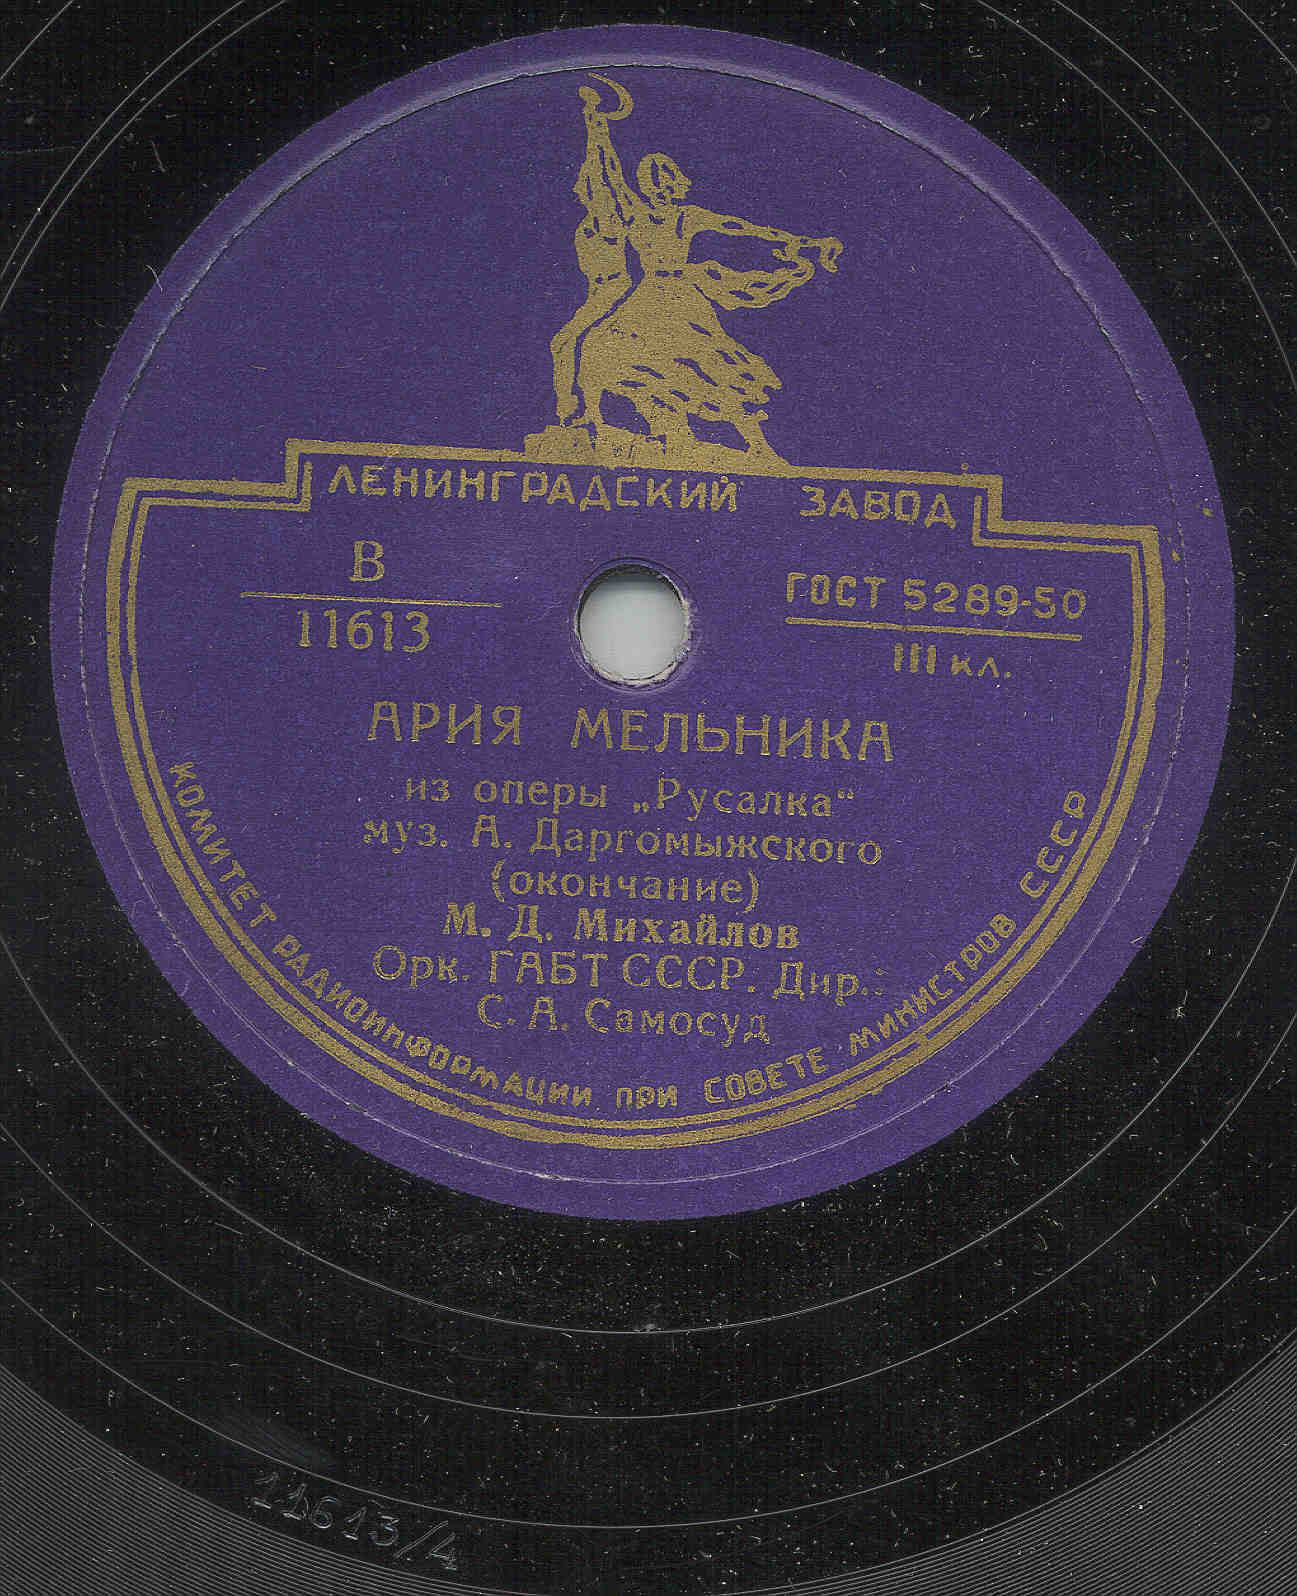 ЛЕНИНГРАДСКИЙ ЗАВОД
В
11613
ГОСТ 5289-50
III кл.
АРИЯ МЕЛЬНИКА
из оперы „Русалка“
муз. А. Даргомыжского
(окончание)
М. Д. Михайлов
Орк. ГАБТ СССР. Дир.:
С. А. Самосуд
КОМИТЕТ РАДИОИНФОРМАЦИИ ПРИ СОВЕТЕ МИНИСТРОВ СССР
11613/4